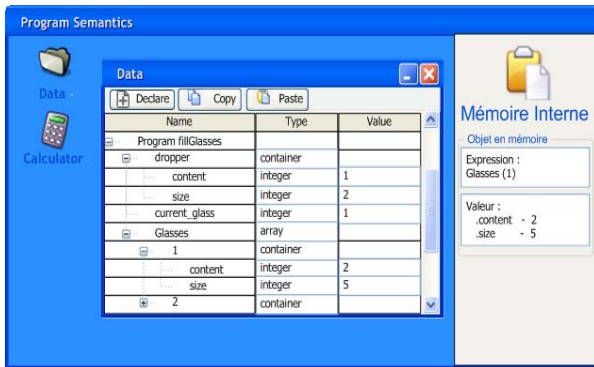 Program Semantics
Data
Calculator
Data
Declare Copy Paste
Name Type Value
Program fillGlasses
dropper container
content integer 1
size integer 2
current_glass integer 1
Glasses array
1 container
content integer 2
size integer 5
2 container
Mémoire Interne
Objet en mémoire
Expression :
Glasses (1)
Valeur :
.content - 2
.size - 5